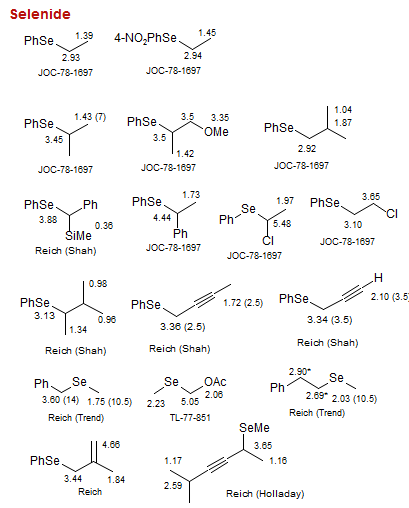 Selenide
PhSe 1.39 2.93
JOC-78-1697
4-NO2PhSe 1.45 2.94
JOC-78-1697
PhSe 1.43 (7) 3.45
JOC-78-1697
PhSe 3.5 3.35 OMe 3.5 1.42
JOC-78-1697
PhSe 1.04 1.87 2.92
JOC-78-1697
PhSe Ph 3.88 0.36 SiMe
Reich (Shah)
PhSe 1.73 4.44 Ph
JOC-78-1697
Se 1.97 Ph 5.48 Cl
JOC-78-1697
PhSe 3.65 Cl 3.10
JOC-78-1697
0.98 PhSe 3.13 0.96 1.34
Reich (Shah)
PhSe 1.72 (2.5) 3.36 (2.5)
Reich (Shah)
H PhSe 2.10 (3.5) 3.34 (3.5)
Reich (Shah)
Ph Se 3.60 (14) 1.75 (10.5)
Reich (Trend)
Se OAc 2.23 5.05 2.06
TL-77-851
2.90* Se Ph 2.69* 2.03 (10.5)
Reich (Trend)
4.66 PhSe 3.44 1.84
Reich
SeMe 3.65 1.17 1.16 2.59
Reich (Holladay)